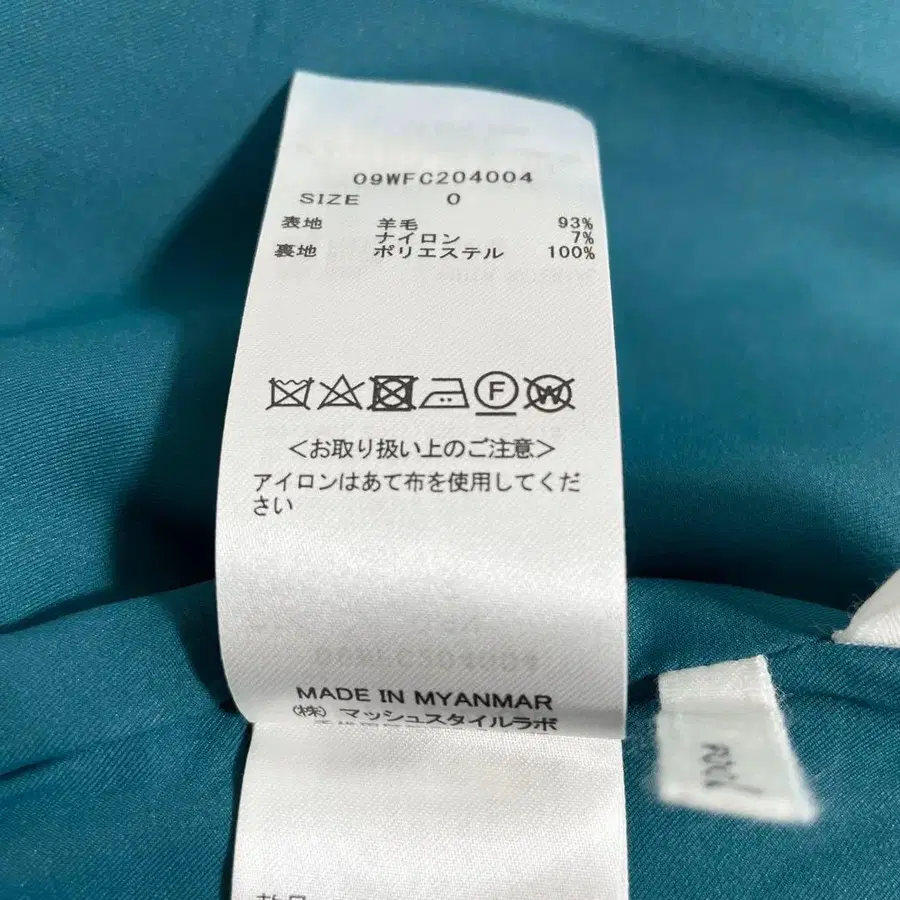 09WFC204004
SIZE 0
表地 羊毛 93%
ナイロン 7%
裏地 ポリエステル 100%
F W
<お取り扱い上のご注意>
アイロンはあて布を使用してくだ
さい
MADE IN MYANMAR
(株) マッシュスタイルラボ